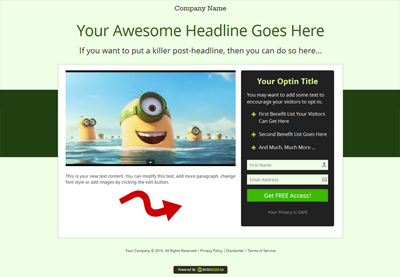 Company Name
Your Awesome Headline Goes Here
If you want to put a killer post-headline, then you can do so here...
This is your new text content. You can modify this text, add more paragraph, change
font style or add images by clicking the edit button.
Your Optin Title
You may want to add some text to
encourage your visitors to opt in.
First Benefit List Your Visitors
Can Get Here
Second Benefit List Goes Here
And Much, Much More ...
First Name
Email Address
Get FREE Access!
Your Privacy is SAFE
Your Company © 2015. All Rights Reserved | Privacy Policy | Disclaimer | Terms of Service
Powered By